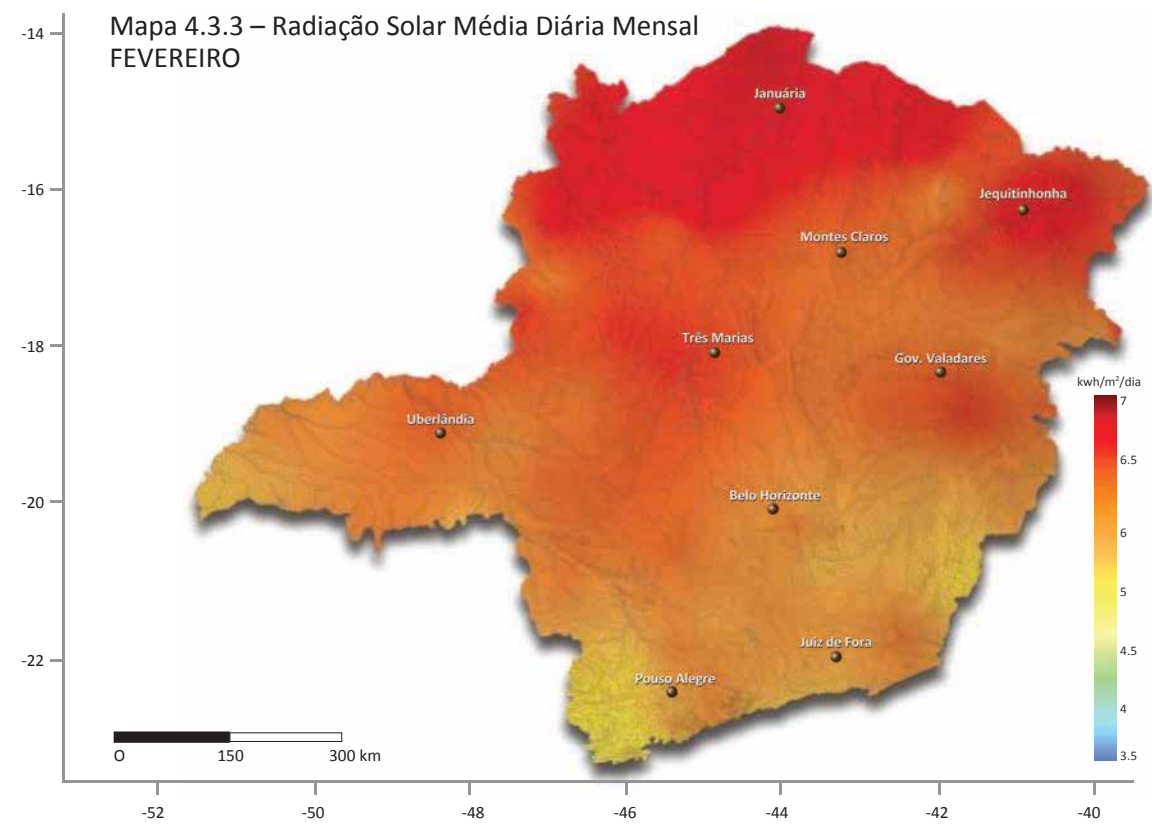 Mapa 4.3.3 – Radiação Solar Média Diária Mensal
FEVEREIRO
-14
-16
-18
-20
-22
Januária
Jequitinhonha
Montes Claros
Três Marias
Gov. Valadares
Uberlândia
Belo Horizonte
Juiz de Fora
Pouso Alegre
kwh/m²/dia
7
6.5
6
5
4.5
4
3.5
O 150 300 km
-52 -50 -48 -46 -44 -42 -40